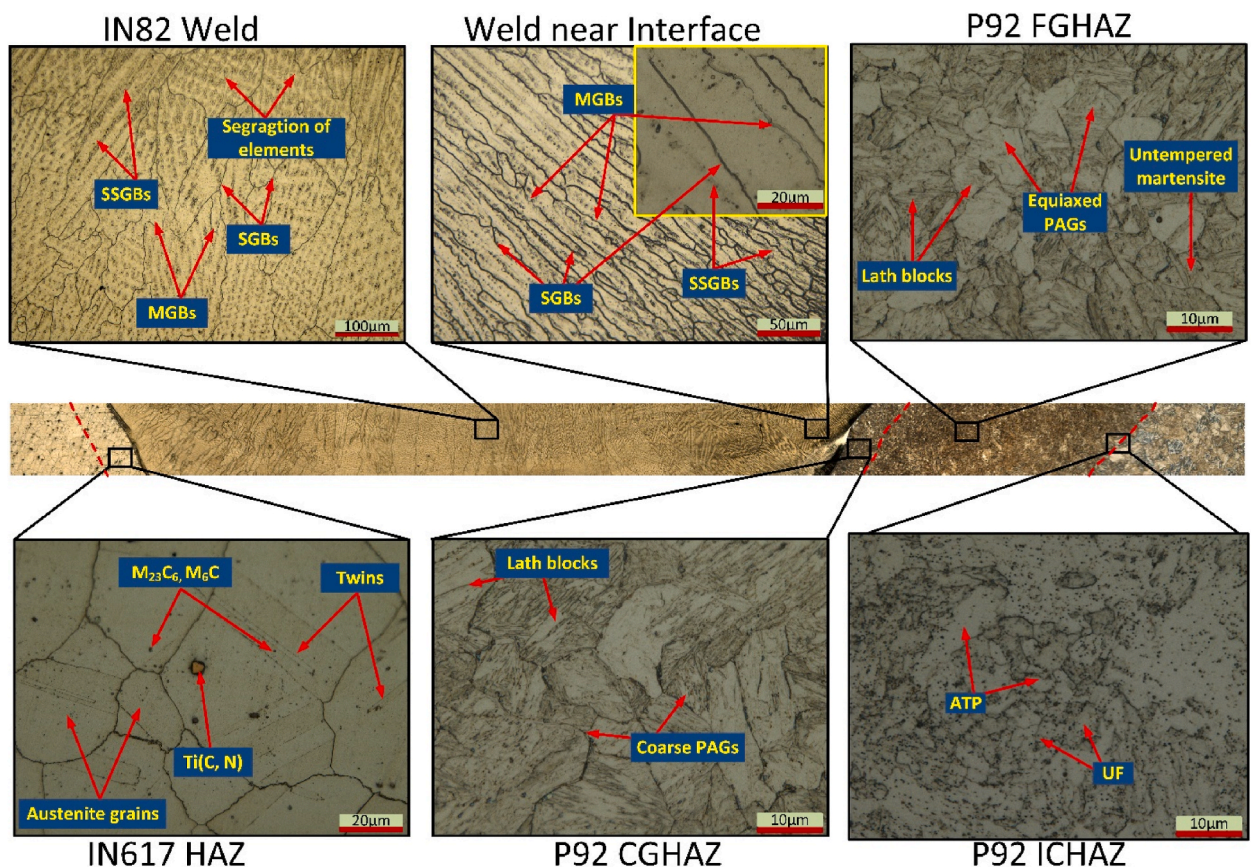 IN82 Weld
Weld near Interface
P92 FGHAZ
Segragtion of
elements
SSGBs
SGBs
MGBs
100μm
MGBs
20μm
SGBs
SSGBs
50μm
Untempered
martensite
Equiaxed
PAGs
Lath blocks
10μm
M₂₃C₆, M₆C
Twins
Ti(C, N)
Austenite grains
20μm
Lath blocks
Coarse PAGs
10μm
ATP
UF
10μm
IN617 HAZ
P92 CGHAZ
P92 ICHAZ